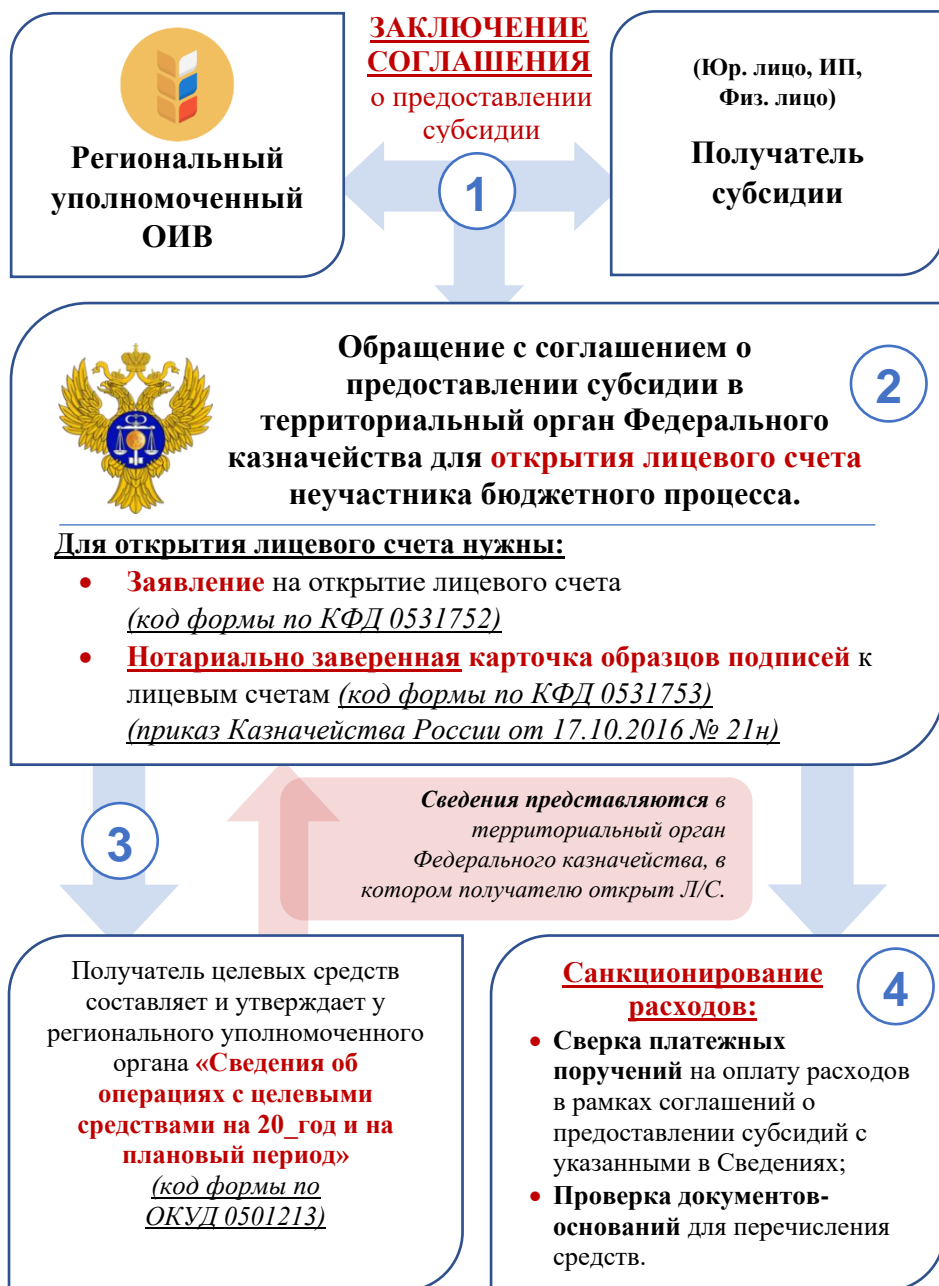 ЗАКЛЮЧЕНИЕ
СОГЛАШЕНИЯ
о предоставлении
субсидии
Региональный
уполномоченный
ОИВ
1
(Юр. лицо, ИП,
Физ. лицо)
Получатель
субсидии
Обращение с соглашением о
предоставлении субсидии в
территориальный орган Федерального
казначейства для открытия лицевого счета
неучастника бюджетного процесса.
2
Для открытия лицевого счета нужны:
• Заявление на открытие лицевого счета
(код формы по КФД 0531752)
• Нотариально заверенная карточка образцов подписей к
лицевым счетам (код формы по КФД 0531753)
(приказ Казначейства России от 17.10.2016 № 21н)
3
Сведения представляются в
территориальный орган
Федерального казначейства, в
котором получателю открыт Л/С.
Получатель целевых средств
составляет и утверждает у
регионального уполномоченного
органа «Сведения об
операциях с целевыми
средствами на 20_год и на
плановый период»
(код формы по
ОКУД 0501213)
Санкционирование
расходов:
4
• Сверка платежных
поручений на оплату расходов
в рамках соглашений о
предоставлении субсидий с
указанными в Сведениях;
• Проверка документов-
оснований для перечисления
средств.